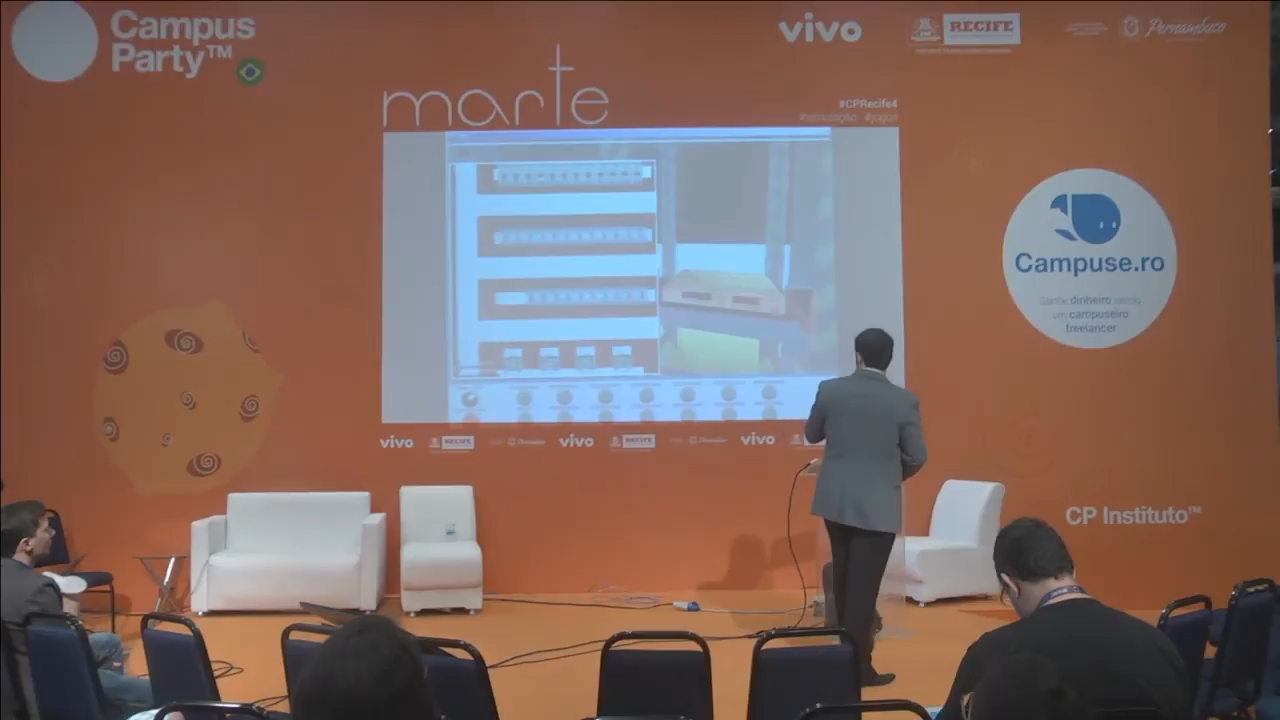 Campus
Party™
vivo
RECIFE
Pernambuco
marte
#CPRecife4
Campuse.ro
Ganhe dinheiro sendo
um campuseiro
freelancer
vivo
RECIFE
vivo
RECIFE
vivo
CP Instituto™